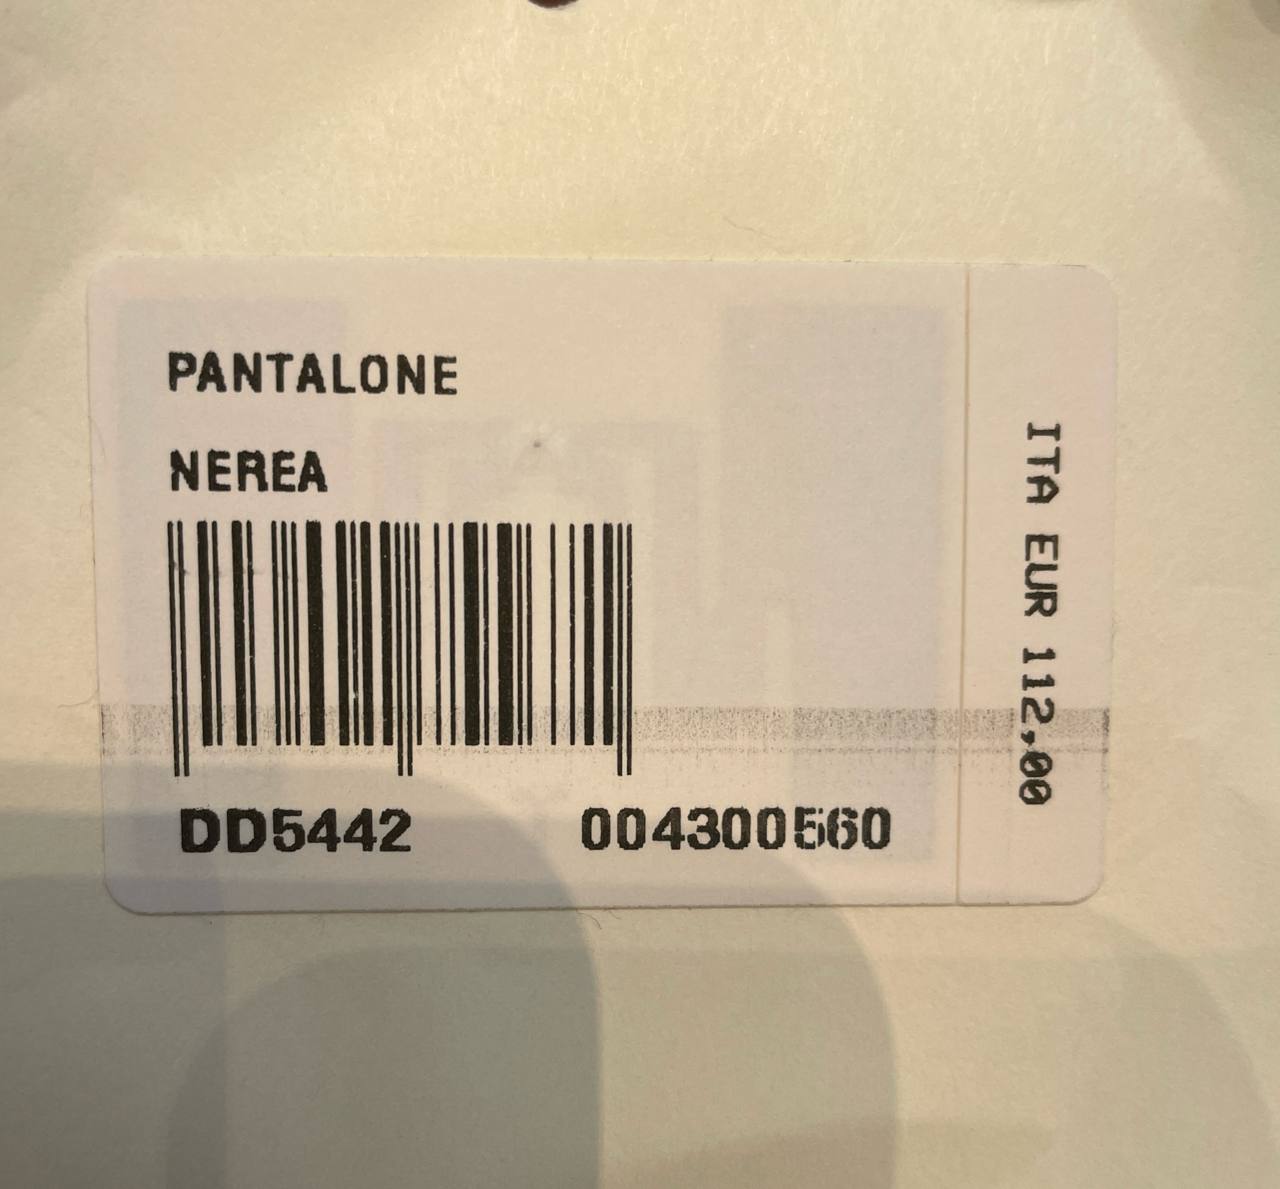 PANTALONE
NEREA
DD5442 004300560
ITA EUR 112,00